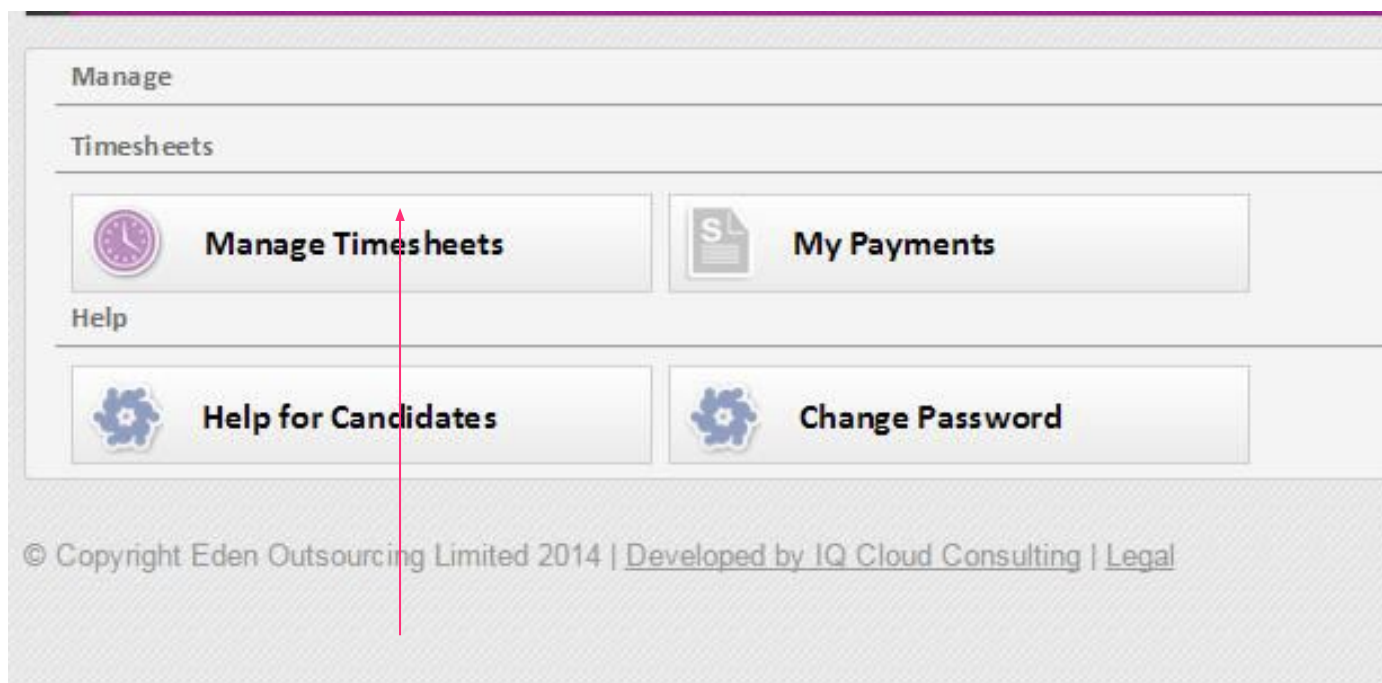 Manage
Timesheets
Manage Timesheets
S
My Payments
Help
Help for Candidates
Change Password
© Copyright Eden Outsourcing Limited 2014 | Developed by IQ Cloud Consulting | Legal